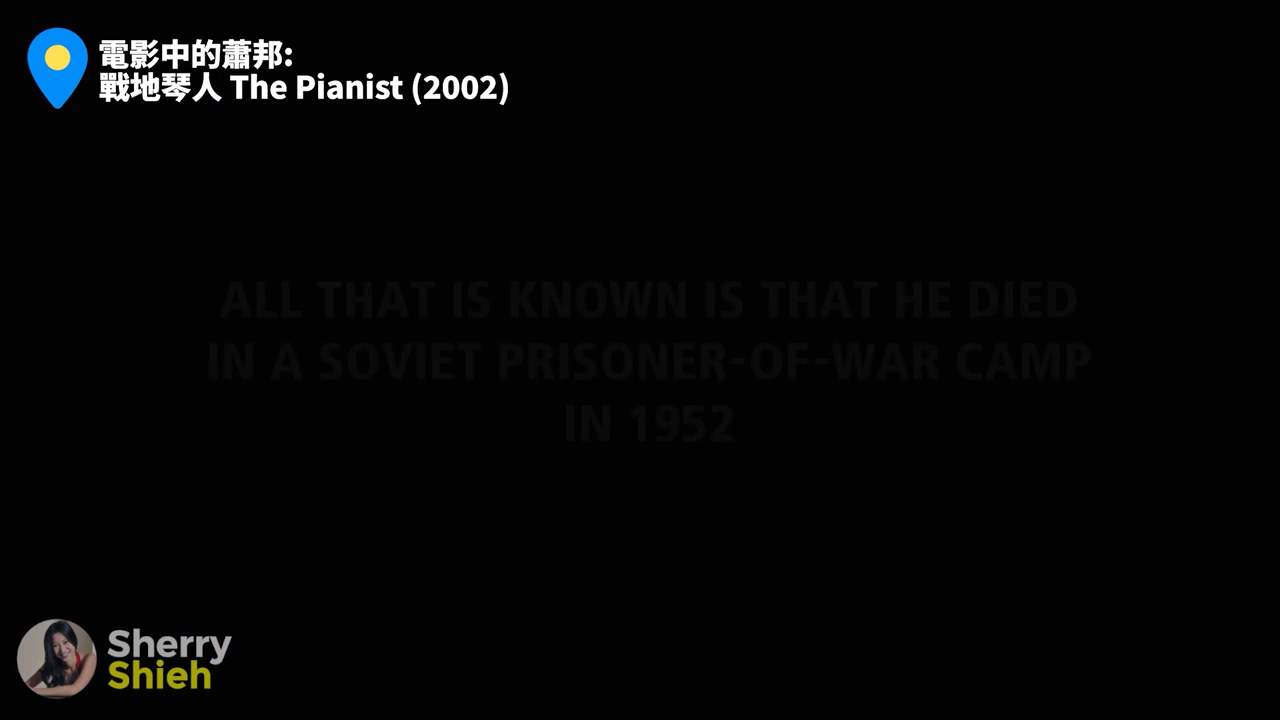 電影中的蕭邦:
戰地琴人 The Pianist (2002)
ALL THAT IS KNOWN IS THAT HE DIED
IN A SOVIET PRISONER-OF-WAR CAMP
IN 1952
Sherry
Shieh